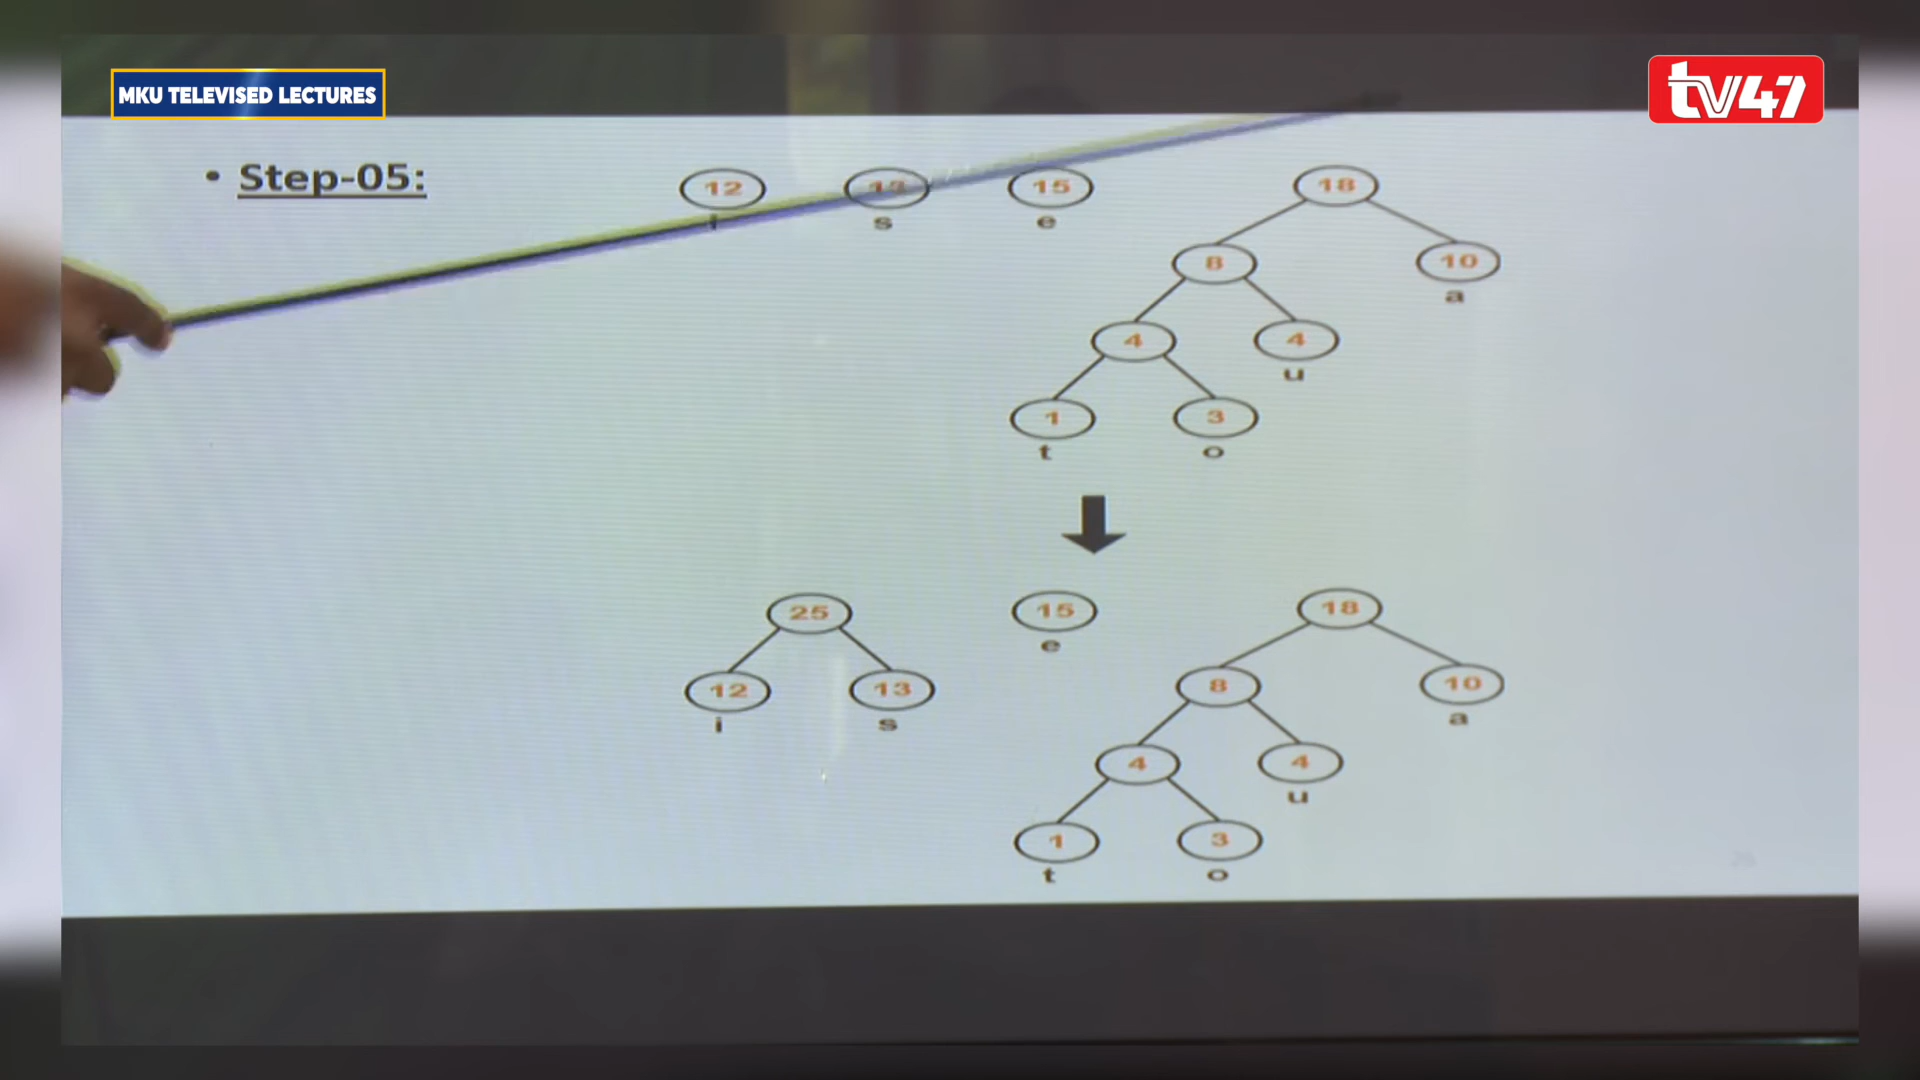 MKU TELEVISED LECTURES
tv47
• Step-05:
12 13 15 18
i s e
8 10
a
4 4
u
1 3
t o
25 15 18
e
12 13 8 10
i s a
4 4
u
1 3
t o